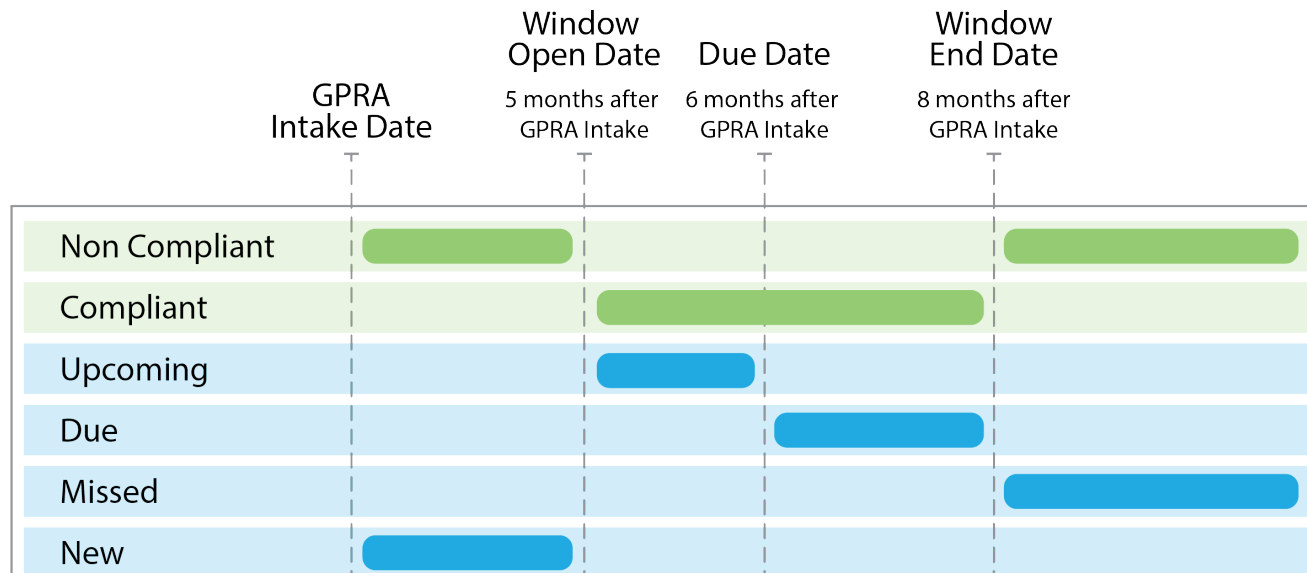 GPRA
Intake Date
Window
Open Date
5 months after
GPRA Intake
Due Date
6 months after
GPRA Intake
Window
End Date
8 months after
GPRA Intake
Non Compliant
Compliant
Upcoming
Due
Missed
New